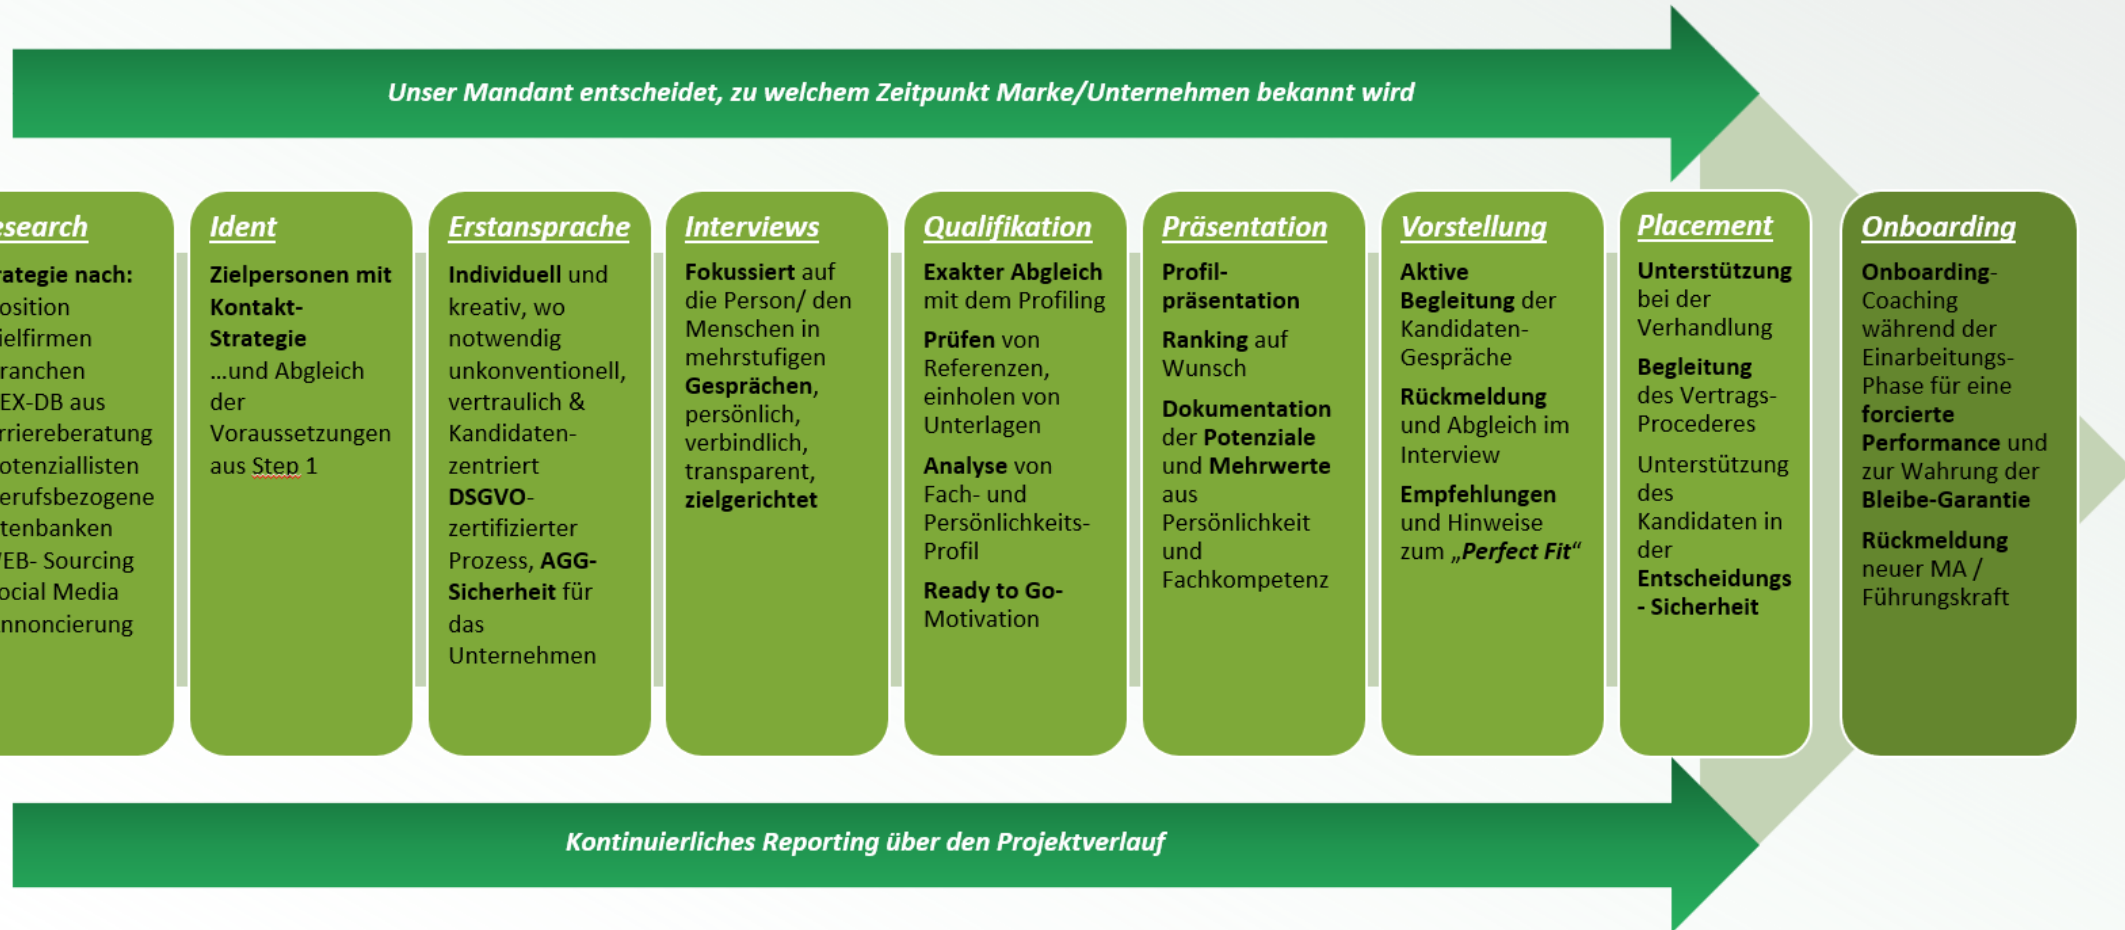 Unser Mandant entscheidet, zu welchem Zeitpunkt Marke/Unternehmen bekannt wird
esearch
rategie nach:
osition
ielfirmen
ranchen
EX-DB aus
rriereberatung
otenziallisten
erufsbezogene
tenbanken
EB- Sourcing
ocial Media
nnoncierung
Ident
Zielpersonen mit
Kontakt-
Strategie
...und Abgleich
der
Voraussetzungen
aus Step 1
Erstansprache
Individuell und
kreativ, wo
notwendig
unkonventionell,
vertraulich &
Kandidaten-
zentriert
DSGVO-
zertifizierter
Prozess, AGG-
Sicherheit für
das
Unternehmen
Interviews
Fokussiert auf
die Person/ den
Menschen in
mehrstufigen
Gesprächen,
persönlich,
verbindlich,
transparent,
zielgerichtet
Qualifikation
Exakter Abgleich
mit dem Profiling
Prüfen von
Referenzen,
einholen von
Unterlagen
Analyse von
Fach- und
Persönlichkeits-
Profil
Ready to Go-
Motivation
Präsentation
Profil-
präsentation
Ranking auf
Wunsch
Dokumentation
der Potenziale
und Mehrwerte
aus
Persönlichkeit
und
Fachkompetenz
Vorstellung
Aktive
Begleitung der
Kandidaten-
Gespräche
Rückmeldung
und Abgleich im
Interview
Empfehlungen
und Hinweise
zum „Perfect Fit“
Placement
Unterstützung
bei der
Verhandlung
Begleitung
des Vertrags-
Procederes
Unterstützung
des
Kandidaten in
der
Entscheidungs
- Sicherheit
Onboarding
Onboarding-
Coaching
während der
Einarbeitungs-
Phase für eine
forcierte
Performance und
zur Wahrung der
Bleibe-Garantie
Rückmeldung
neuer MA /
Führungskraft
Kontinuierliches Reporting über den Projektverlauf